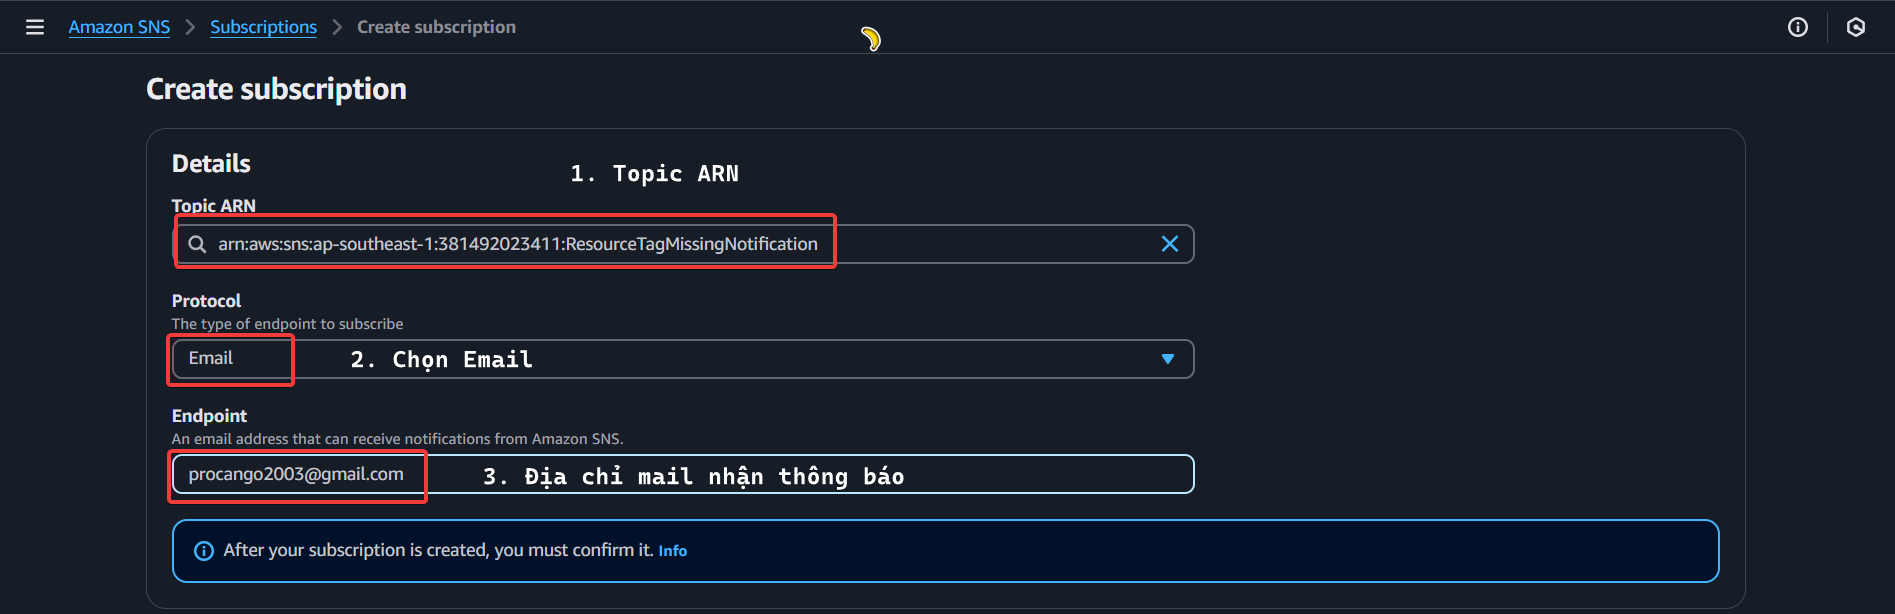 Amazon SNS > Subscriptions > Create subscription
Create subscription
Details
1. Topic ARN
Topic ARN
arn:aws:sns:ap-southeast-1:381492023411:ResourceTagMissingNotification
Protocol
The type of endpoint to subscribe
Email
2. Chọn Email
Endpoint
An email address that can receive notifications from Amazon SNS.
procango2003@gmail.com
3. Địa chỉ mail nhận thông báo
After your subscription is created, you must confirm it. Info